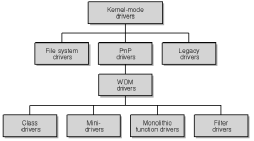 Kernel-mode
drivers
File system
drivers
PnP
drivers
Legacy
drivers
WDM
drivers
Class
drivers
Mini-
drivers
Monolithic
function drivers
Filter
drivers